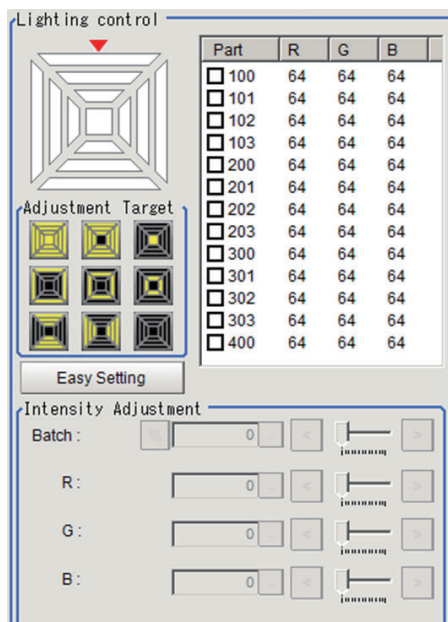 Lighting control
Part R G B
100 64 64 64
101 64 64 64
102 64 64 64
103 64 64 64
200 64 64 64
201 64 64 64
202 64 64 64
203 64 64 64
300 64 64 64
301 64 64 64
302 64 64 64
303 64 64 64
400 64 64 64
Adjustment Target
Easy Setting
Intensity Adjustment
Batch : % 0 ... < >
R : 0 ... < >
G : 0 ... < >
B : 0 ... < >